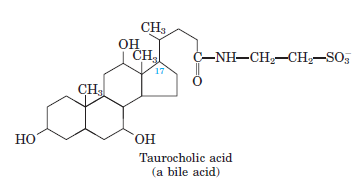 CH₃
OH
CH₃
17
C—NH—CH₂—CH₂—SO₃⁻
O
CH₃
HO
OH
Taurocholic acid
(a bile acid)